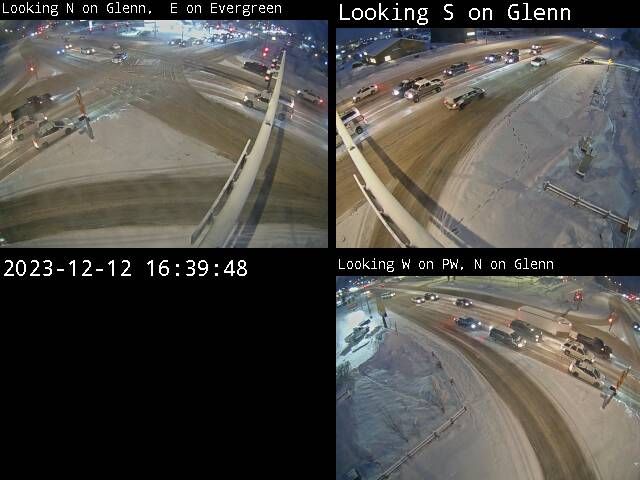 Looking N on Glenn, E on Evergreen
Looking S on Glenn
2023-12-12 16:39:48
Looking W on PW, N on Glenn